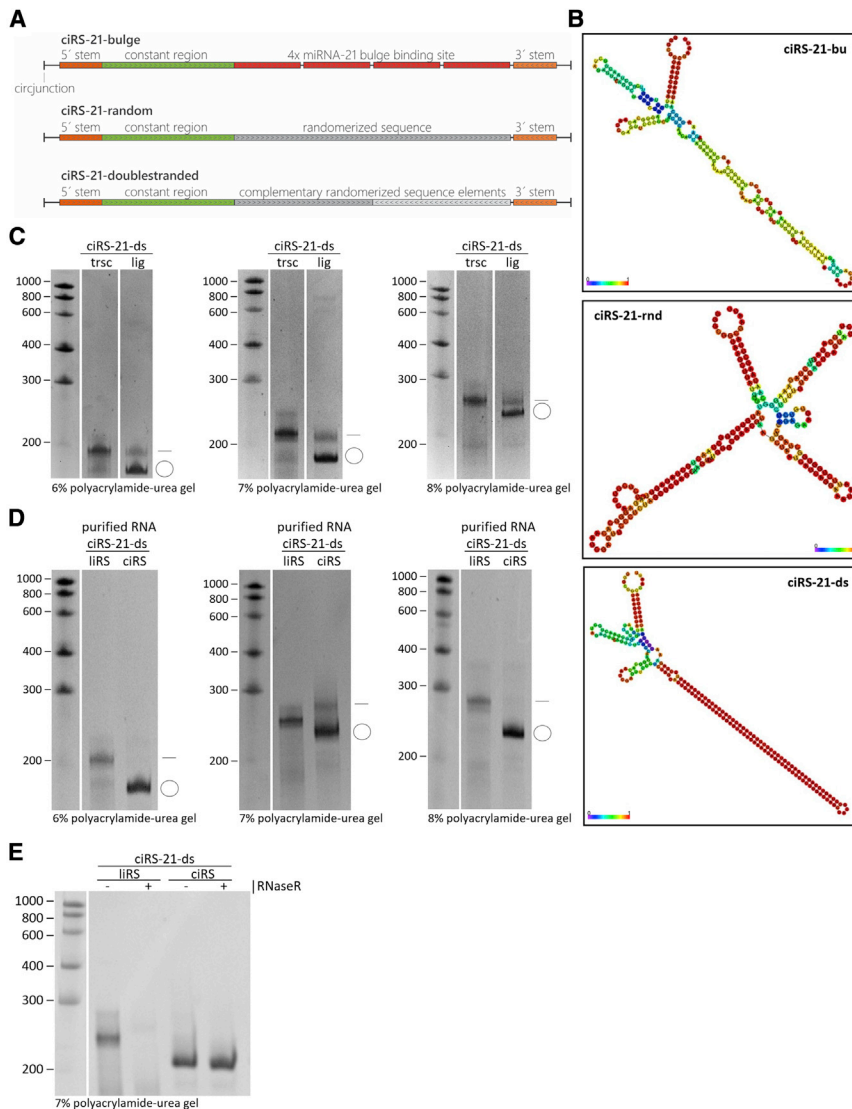 A
ciRS-21-bulge
5´ stem constant region 4x miRNA-21 bulge binding site 3´ stem
circjunction
ciRS-21-random
5´ stem constant region randomerized sequence 3´ stem
ciRS-21-doublestranded
5´ stem constant region complementary randomerized sequence elements 3´ stem
B
ciRS-21-bu
ciRS-21-rnd
ciRS-21-ds
C
ciRS-21-ds
trsc lig
1000
800
600
400
300
200
6% polyacrylamide-urea gel
ciRS-21-ds
trsc lig
1000
800
600
400
300
200
7% polyacrylamide-urea gel
ciRS-21-ds
trsc lig
1000
800
600
400
300
200
8% polyacrylamide-urea gel
D
purified RNA
ciRS-21-ds
liRS ciRS
1000
800
600
400
300
200
6% polyacrylamide-urea gel
purified RNA
ciRS-21-ds
liRS ciRS
1000
800
600
400
300
200
7% polyacrylamide-urea gel
purified RNA
ciRS-21-ds
liRS ciRS
1000
800
600
400
300
200
8% polyacrylamide-urea gel
E
ciRS-21-ds
liRS ciRS
- + - + RNaseR
1000
800
600
400
300
200
7% polyacrylamide-urea gel